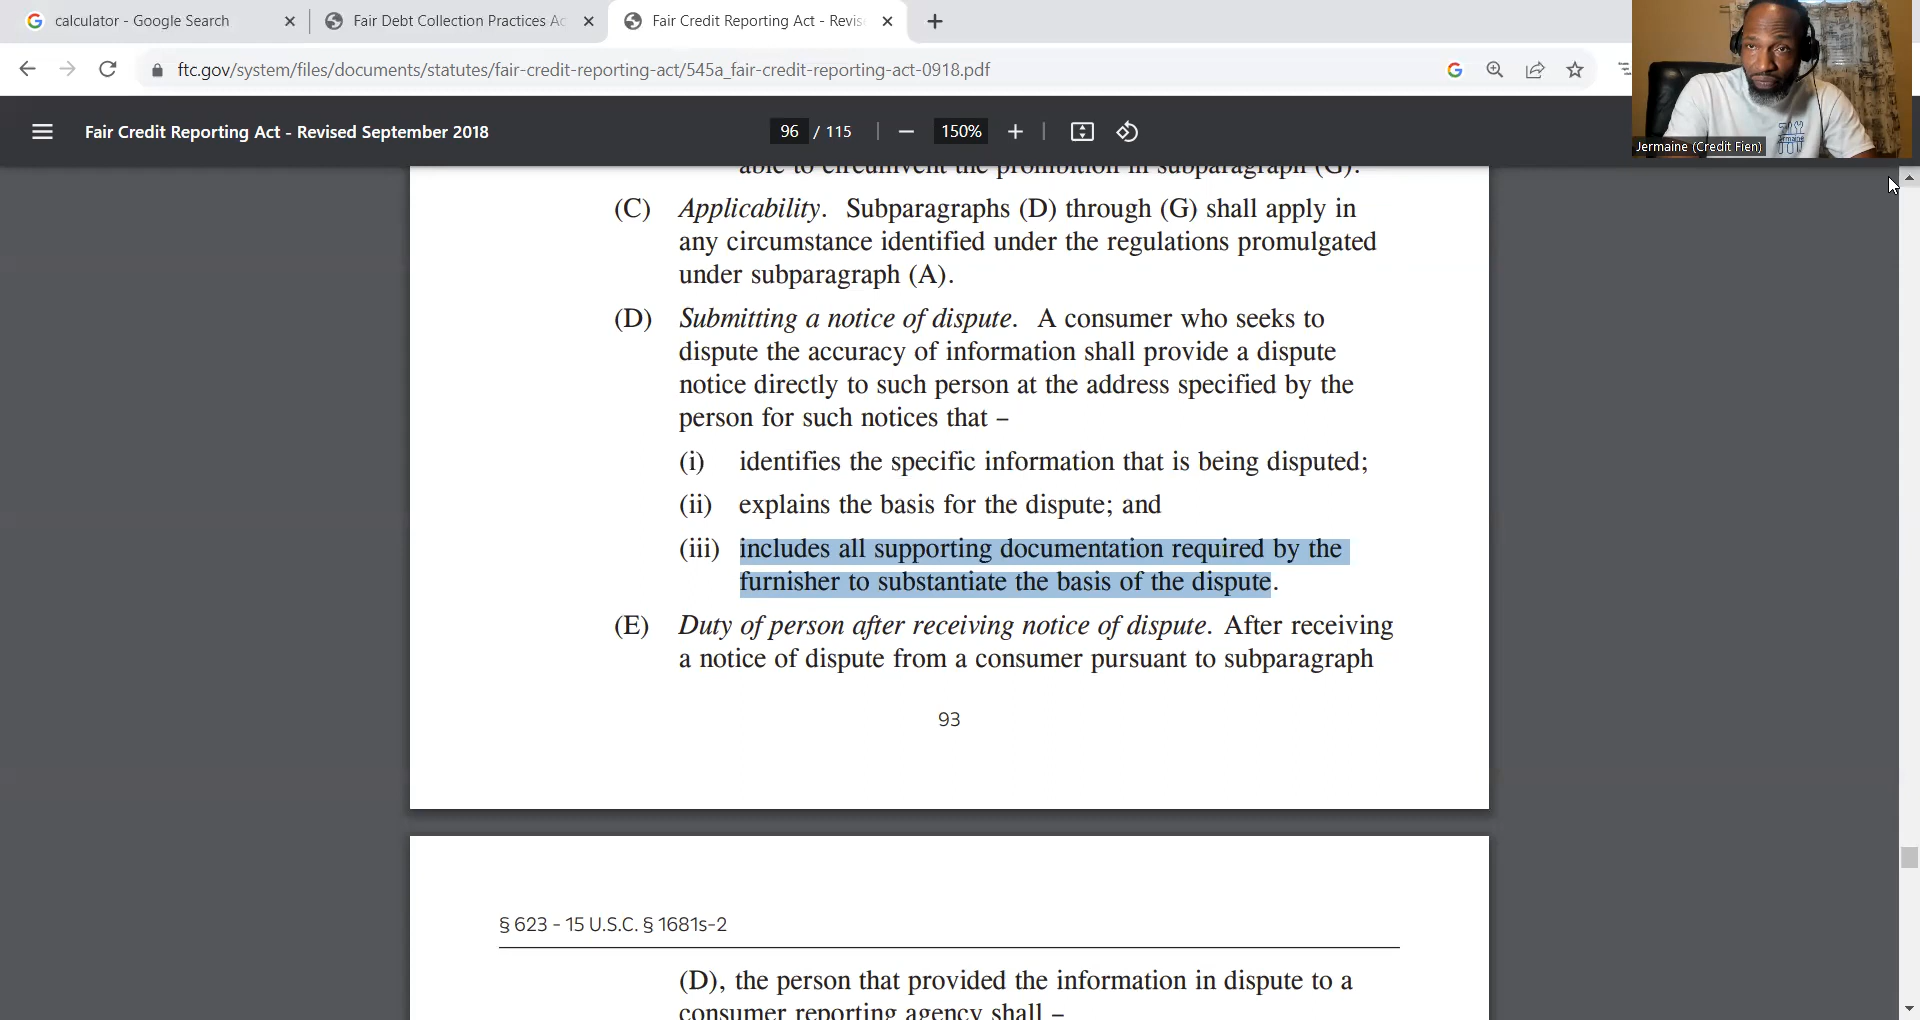 calculator - Google Search
Fair Debt Collection Practices Ac
Fair Credit Reporting Act - Revis
ftc.gov/system/files/documents/statutes/fair-credit-reporting-act/545a_fair-credit-reporting-act-0918.pdf
Jermaine (Credit Fien)
Fair Credit Reporting Act - Revised September 2018
96 / 115
150%
able to circumvent the prohibition in subparagraph (G).
(C) Applicability. Subparagraphs (D) through (G) shall apply in
any circumstance identified under the regulations promulgated
under subparagraph (A).
(D) Submitting a notice of dispute. A consumer who seeks to
dispute the accuracy of information shall provide a dispute
notice directly to such person at the address specified by the
person for such notices that –
(i) identifies the specific information that is being disputed;
(ii) explains the basis for the dispute; and
(iii) includes all supporting documentation required by the
furnisher to substantiate the basis of the dispute.
(E) Duty of person after receiving notice of dispute. After receiving
a notice of dispute from a consumer pursuant to subparagraph
93
§ 623 - 15 U.S.C. § 1681s-2
(D), the person that provided the information in dispute to a
consumer reporting agency shall –